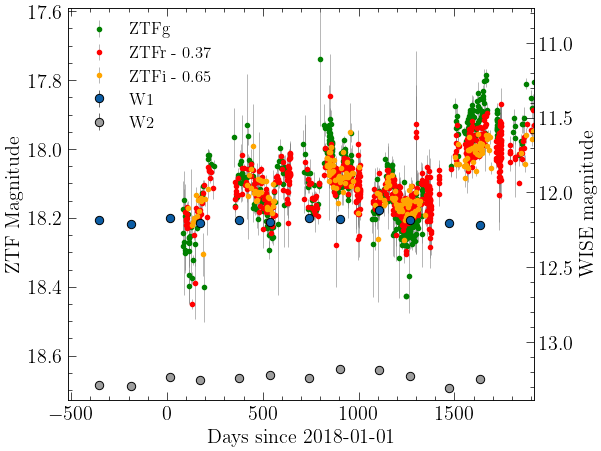 ZTFg
ZTFr - 0.37
ZTFi - 0.65
W1
W2
17.6
17.8
18.0
18.2
18.4
18.6
ZTF Magnitude
11.0
11.5
12.0
12.5
13.0
WISE magnitude
−500
0
500
1000
1500
Days since 2018-01-01